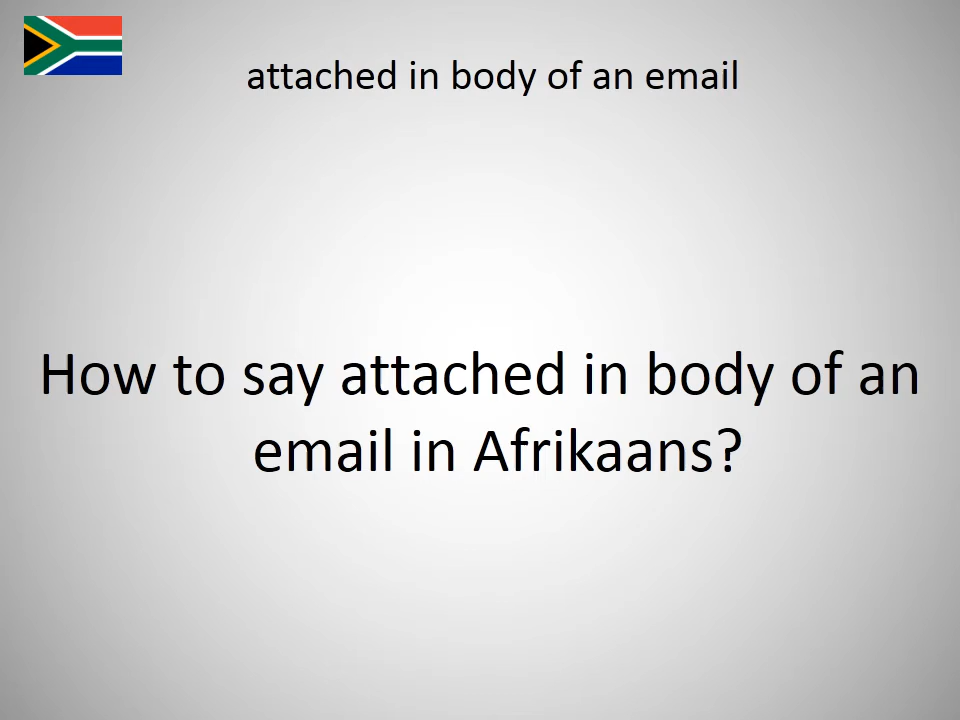 attached in body of an email
How to say attached in body of an
email in Afrikaans?